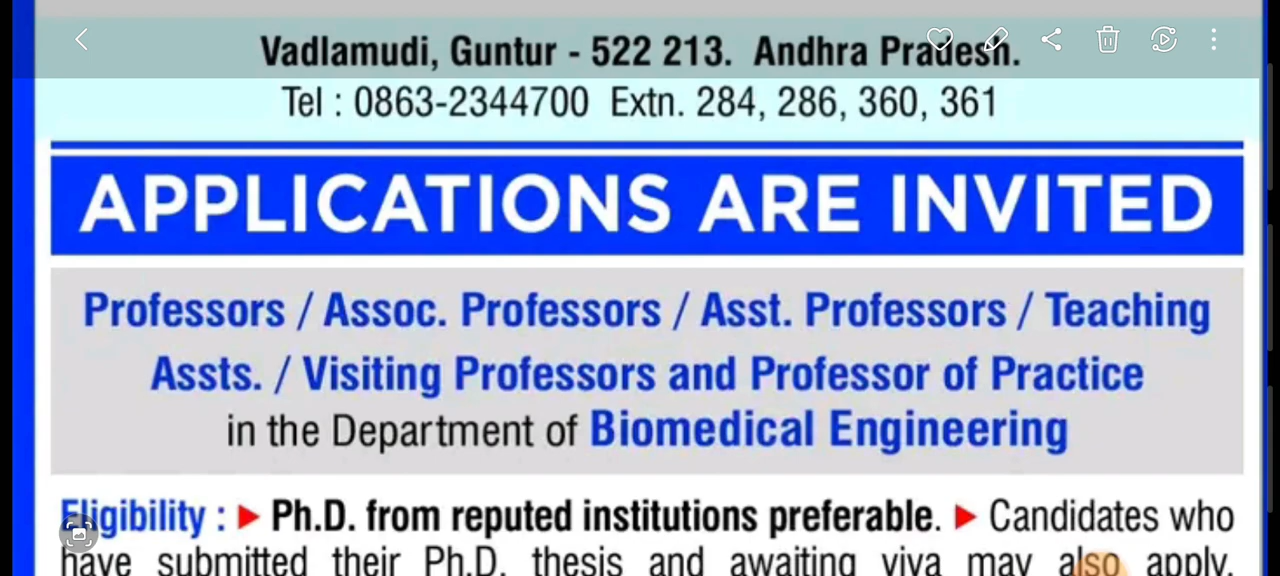 Vadlamudi, Guntur - 522 213. Andhra Pradesh.
Tel : 0863-2344700 Extn. 284, 286, 360, 361
APPLICATIONS ARE INVITED
Professors / Assoc. Professors / Asst. Professors / Teaching
Assts. / Visiting Professors and Professor of Practice
in the Department of Biomedical Engineering
Eligibility : ► Ph.D. from reputed institutions preferable. ► Candidates who
have submitted their Ph.D. thesis and awaiting viva may also apply.